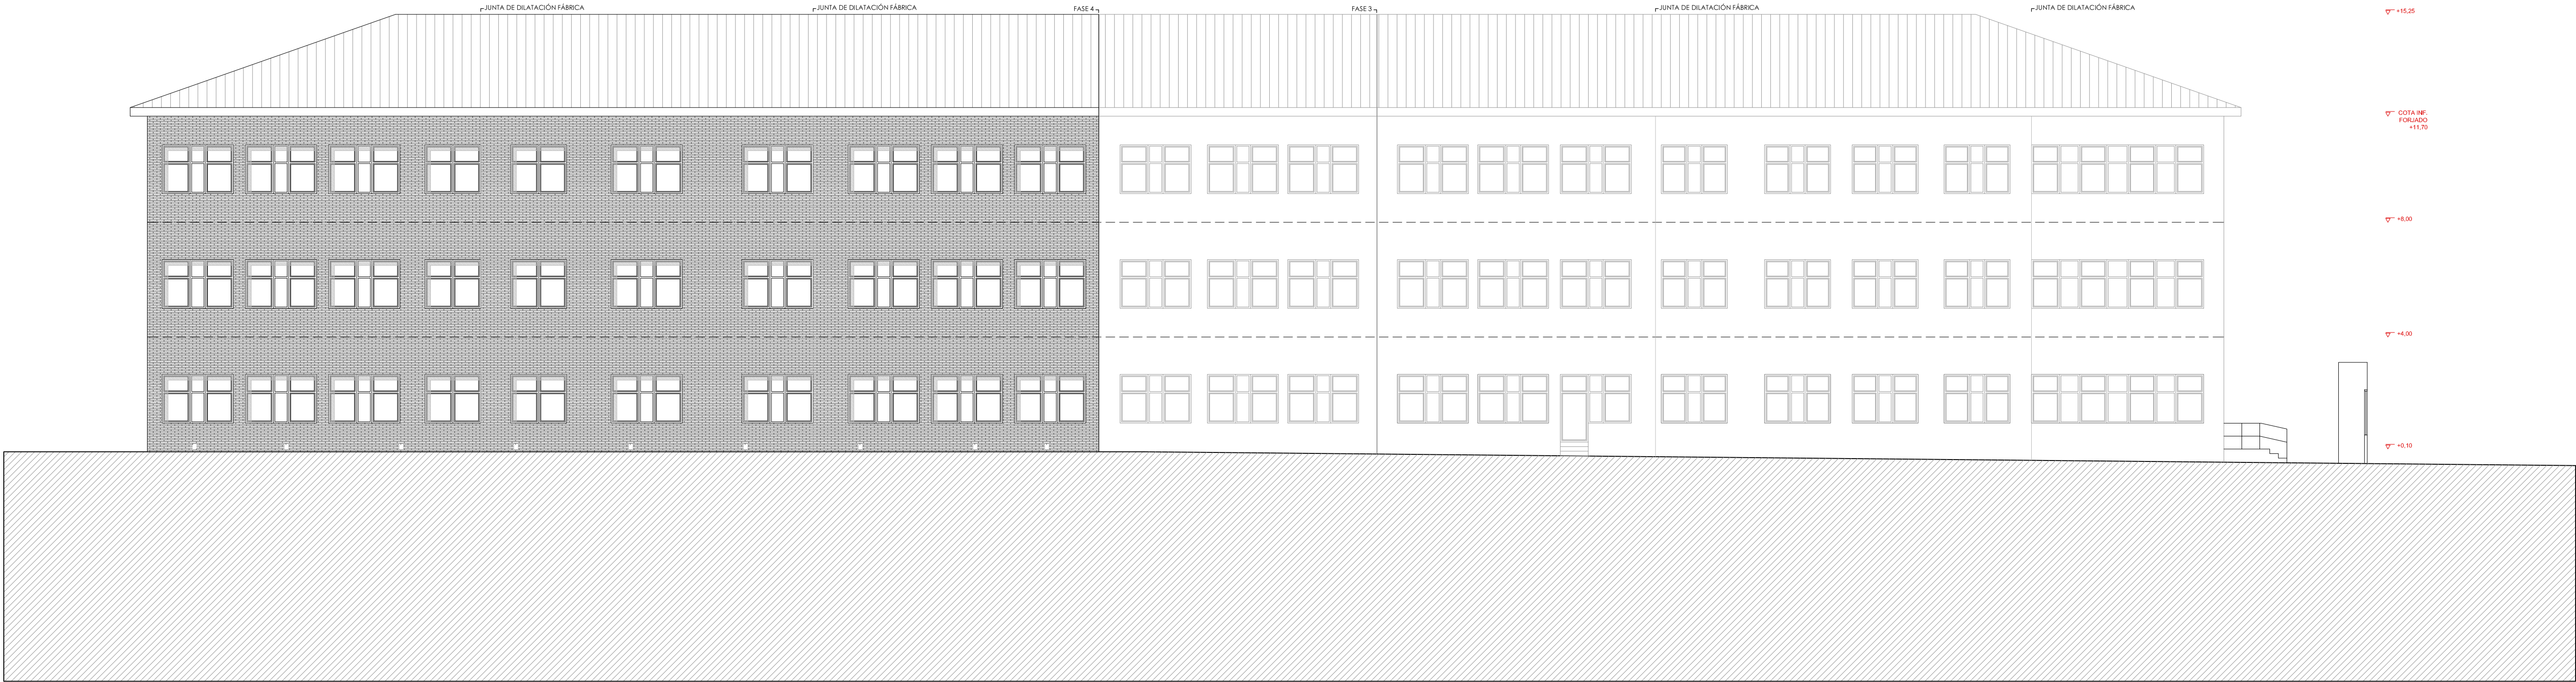 JUNTA DE DILATACIÓN FÁBRICA
JUNTA DE DILATACIÓN FÁBRICA
FASE 4
FASE 3
JUNTA DE DILATACIÓN FÁBRICA
JUNTA DE DILATACIÓN FÁBRICA
+15,25
COTA INF.
FORJADO
+11,70
+8,00
+4,00
+0,10